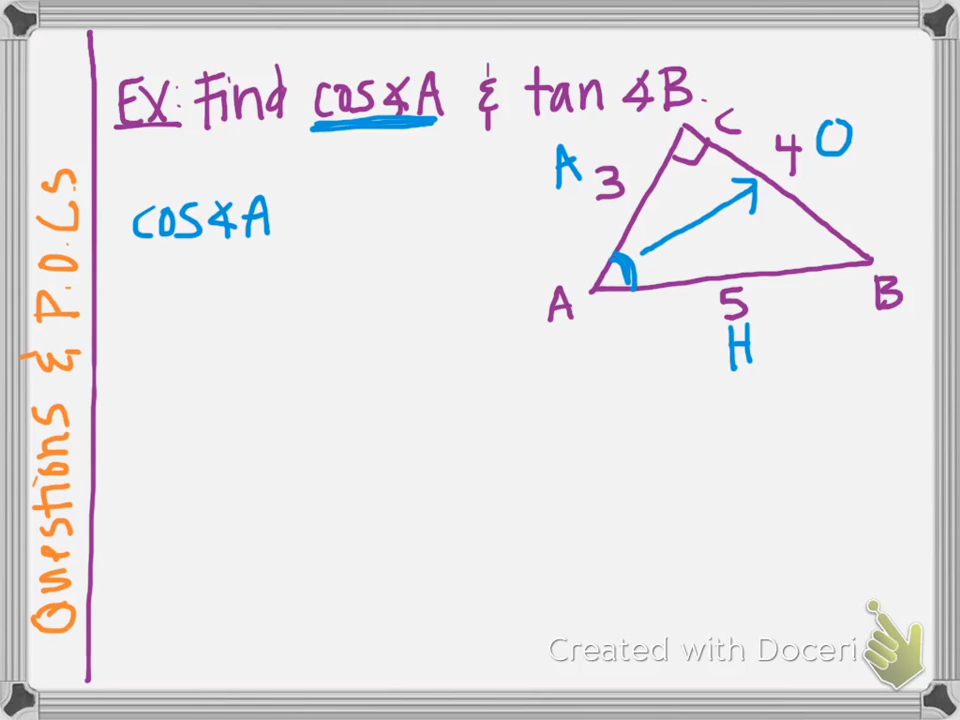 Questions & P.O.C.s
EX: Find cos∡A & tan ∡B.
C
A
3
4
O
cos∡A
A
5
B
H
Created with Doceri